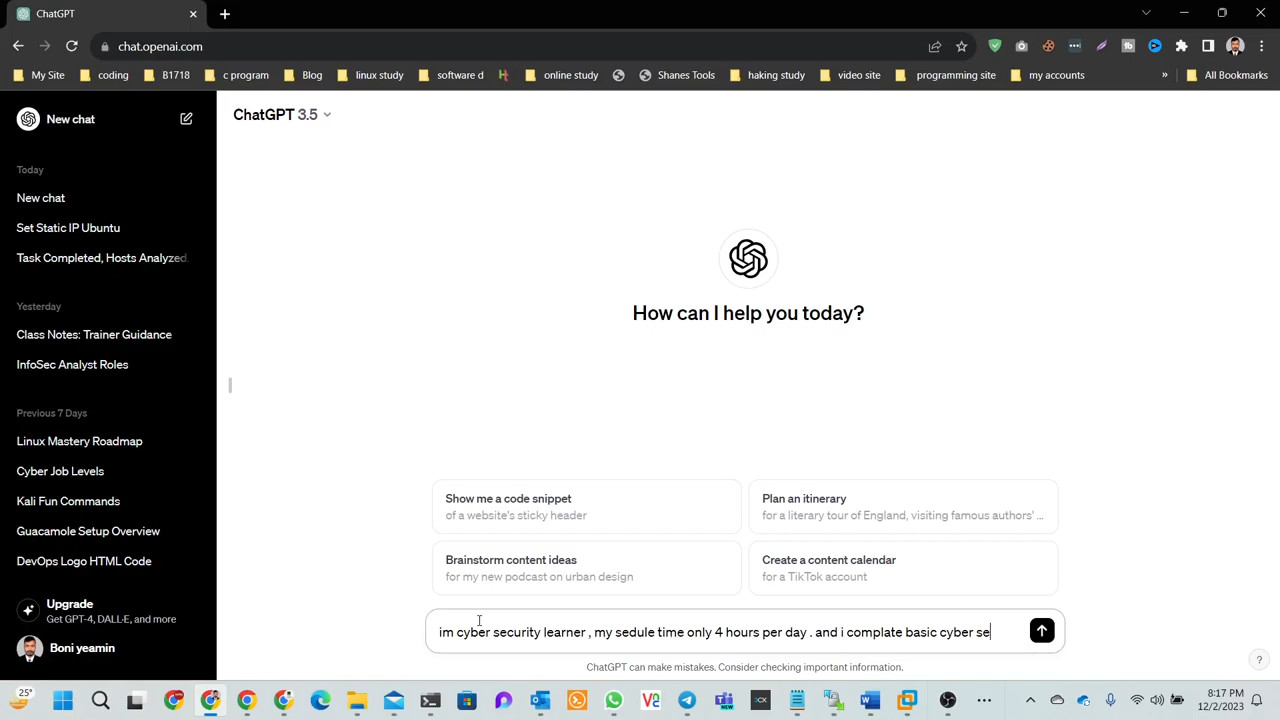 ChatGPT
chat.openai.com
My Site
coding
B1718
c program
Blog
linux study
software d
online study
Shanes Tools
haking study
video site
programming site
my accounts
»
All Bookmarks
New chat
Today
New chat
Set Static IP Ubuntu
Task Completed, Hosts Analyzed.
Yesterday
Class Notes: Trainer Guidance
InfoSec Analyst Roles
Previous 7 Days
Linux Mastery Roadmap
Cyber Job Levels
Kali Fun Commands
Guacamole Setup Overview
DevOps Logo HTML Code
Upgrade
Get GPT-4, DALL·E, and more
Boni yeamin
ChatGPT 3.5
How can I help you today?
Show me a code snippet
of a website's sticky header
Plan an itinerary
for a literary tour of England, visiting famous authors' ...
Brainstorm content ideas
for my new podcast on urban design
Create a content calendar
for a TikTok account
im cyber security learner , my sedule time only 4 hours per day . and i complate basic cyber se
ChatGPT can make mistakes. Consider checking important information.
?
25°
8:17 PM
12/2/2023